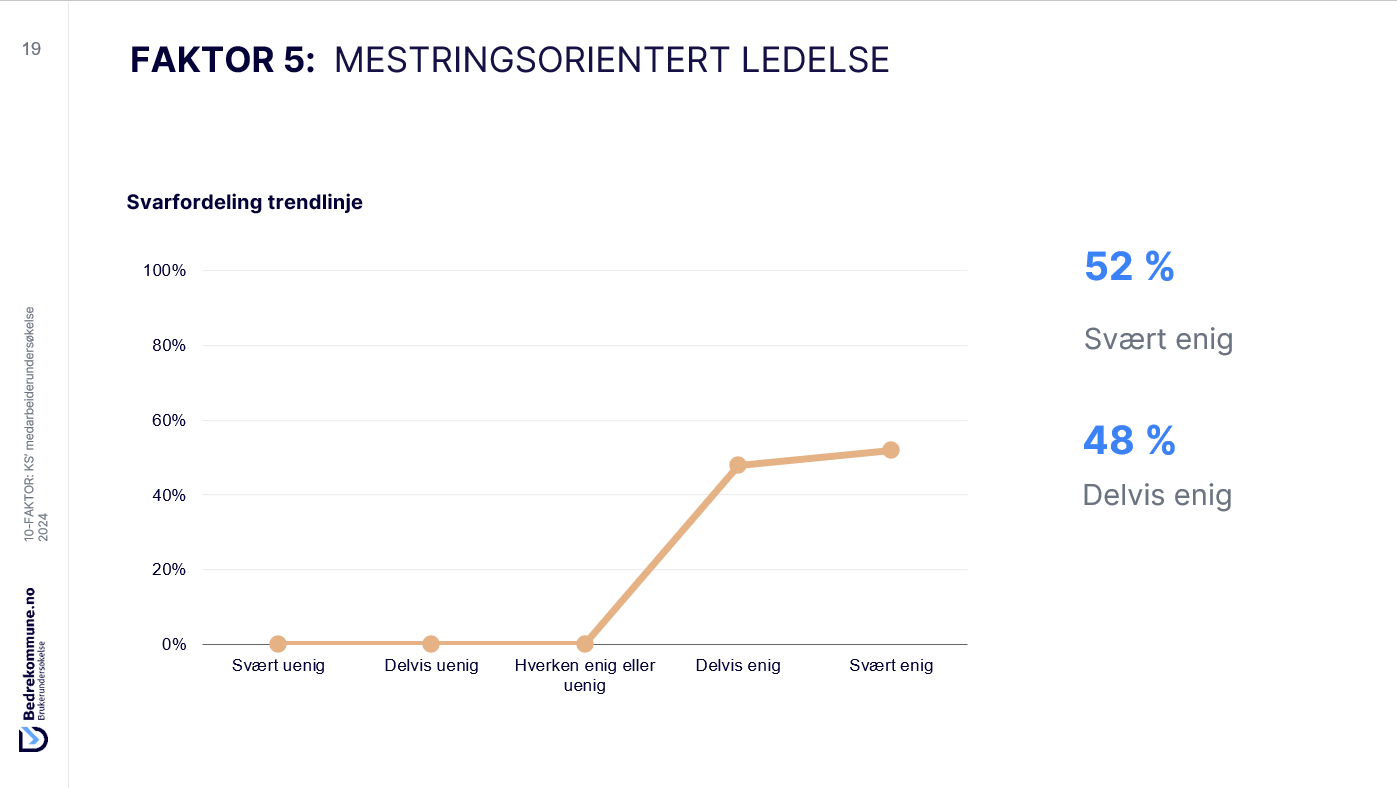 19
FAKTOR 5: MESTRINGSORIENTERT LEDELSE
Svarfordeling trendlinje
100%
80%
60%
40%
20%
0%
Svært uenig
Delvis uenig
Hverken enig eller
uenig
Delvis enig
Svært enig
52 %
Svært enig
48 %
Delvis enig
10-FAKTOR: KS' medarbeiderundersøkelse
2024
Bedrekommune.no
Brukerundersøkelse